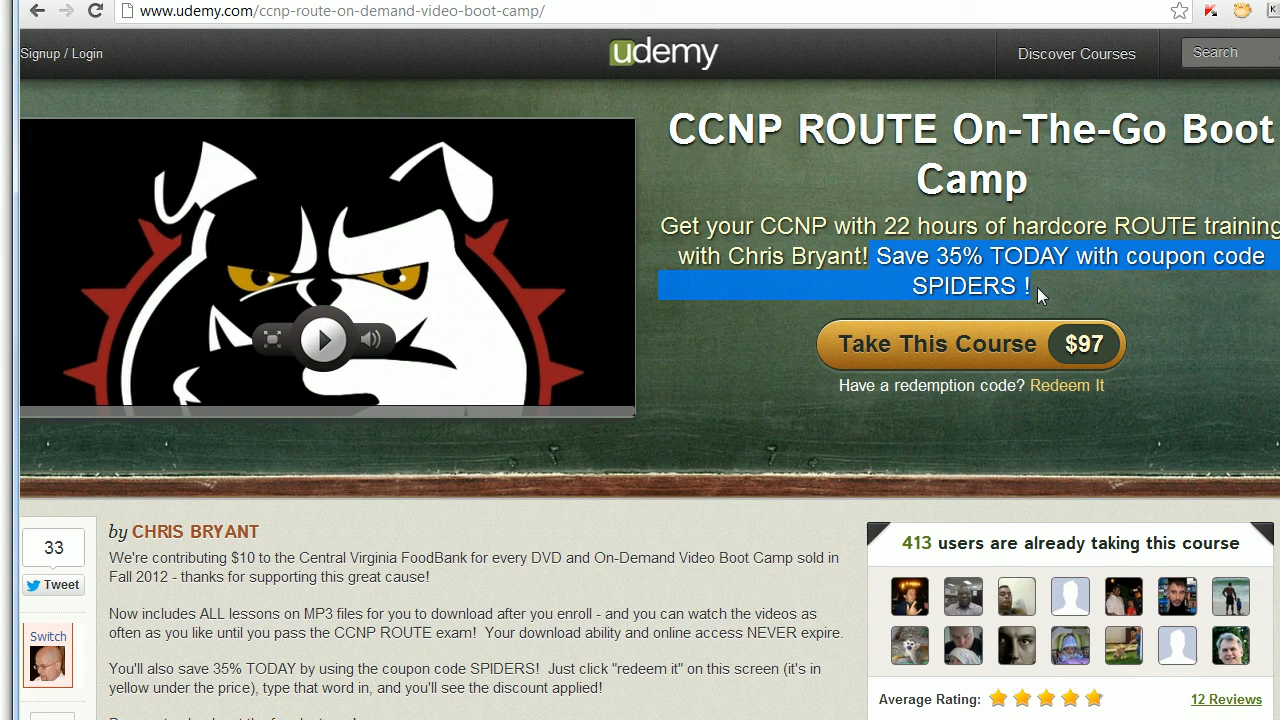 www.udemy.com/ccnp-route-on-demand-video-boot-camp/
Signup / Login
udemy
Discover Courses
Search
CCNP ROUTE On-The-Go Boot
Camp
Get your CCNP with 22 hours of hardcore ROUTE training
with Chris Bryant! Save 35% TODAY with coupon code
SPIDERS !
Take This Course $97
Have a redemption code? Redeem It
33
Tweet
Switch
by CHRIS BRYANT
We're contributing $10 to the Central Virginia FoodBank for every DVD and On-Demand Video Boot Camp sold in
Fall 2012 - thanks for supporting this great cause!
Now includes ALL lessons on MP3 files for you to download after you enroll - and you can watch the videos as
often as you like until you pass the CCNP ROUTE exam! Your download ability and online access NEVER expire.
You'll also save 35% TODAY by using the coupon code SPIDERS! Just click "redeem it" on this screen (it's in
yellow under the price), type that word in, and you'll see the discount applied!
413 users are already taking this course
Average Rating:
12 Reviews